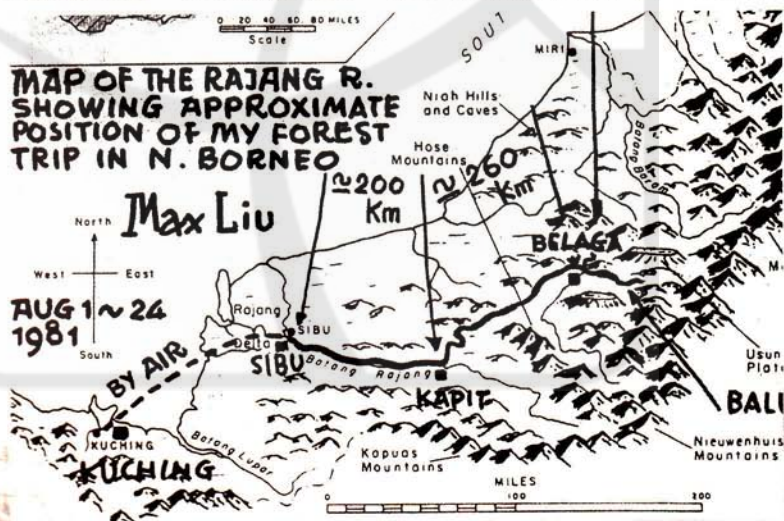 0 20 40 60 80 MILES
Scale
MAP OF THE RAJANG R.
SHOWING APPROXIMATE
POSITION OF MY FOREST
TRIP IN N. BORNEO
Max Liu
AUG 1~24
1981
North
West
East
South
≃200
Km
≃260
Km
SOUT
MIRI
Niah Hills
and Caves
Hose
Mountains
Batang Baram
BELAGA
Rajang
Delta
SIBU
SIBU
Batang Rajang
KAPIT
BY AIR
KUCHING
KUCHING
Batang Lupar
Kapuas
Mountains
Usun
BALU
Nieuwenhuis
Mountains
MILES
0 100 200